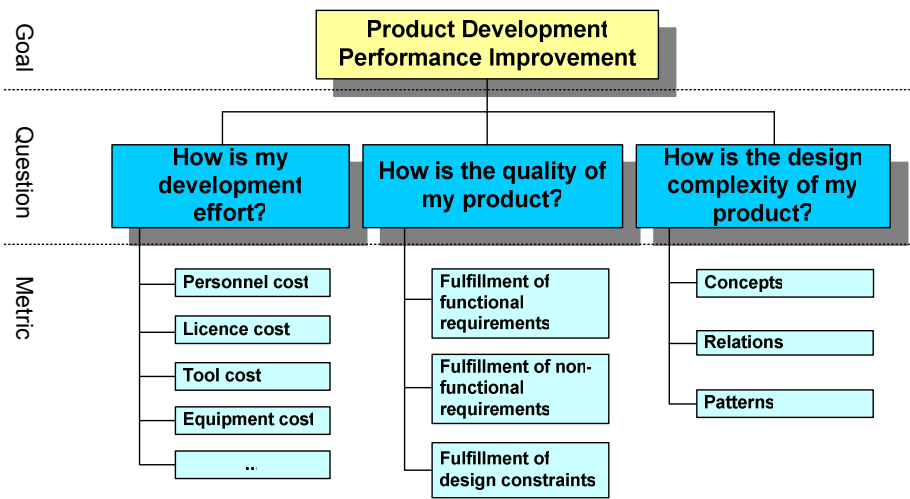 Goal
Product Development
Performance Improvement
Question
How is my
development
effort?
How is the quality of
my product?
How is the design
complexity of my
product?
Metric
Personnel cost
Licence cost
Tool cost
Equipment cost
...
Fulfillment of
functional
requirements
Fulfillment of non-
functional
requirements
Fulfillment of
design constraints
Concepts
Relations
Patterns